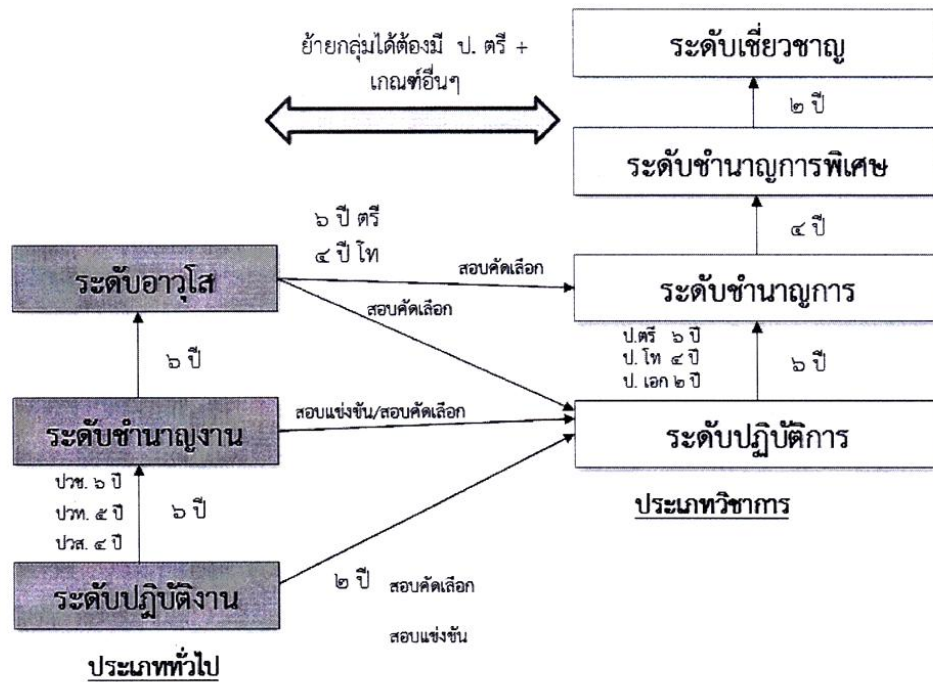 ย้ายกลุ่มได้ต้องมี ป. ตรี +
เกณฑ์อื่นๆ
ระดับเชี่ยวชาญ
๒ ปี
ระดับชำนาญการพิเศษ
๔ ปี
๖ ปี ตรี
๔ ปี โท
ระดับอาวุโส
สอบคัดเลือก
สอบคัดเลือก
ระดับชำนาญการ
๖ ปี
ป.ตรี ๖ ปี
ป. โท ๔ ปี
ป. เอก ๒ ปี
๖ ปี
ระดับชำนาญงาน
สอบแข่งขัน/สอบคัดเลือก
ระดับปฏิบัติการ
ปวช. ๖ ปี
ปวท. ๕ ปี
ปวส. ๔ ปี
๖ ปี
ประเภทวิชาการ
ระดับปฏิบัติงาน
๒ ปี สอบคัดเลือก
สอบแข่งขัน
ประเภททั่วไป